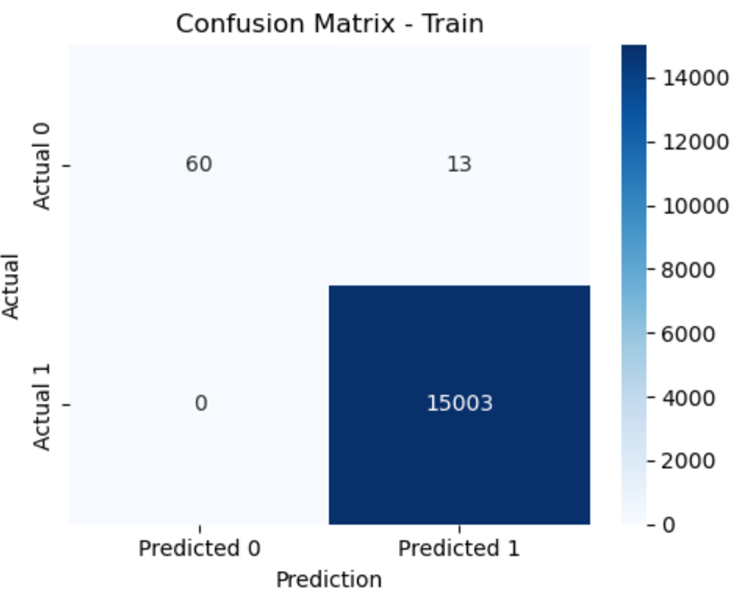 Confusion Matrix - Train
Actual
Actual 0
60
13
Actual 1
0
15003
Predicted 0
Predicted 1
Prediction
14000
12000
10000
8000
6000
4000
2000
0